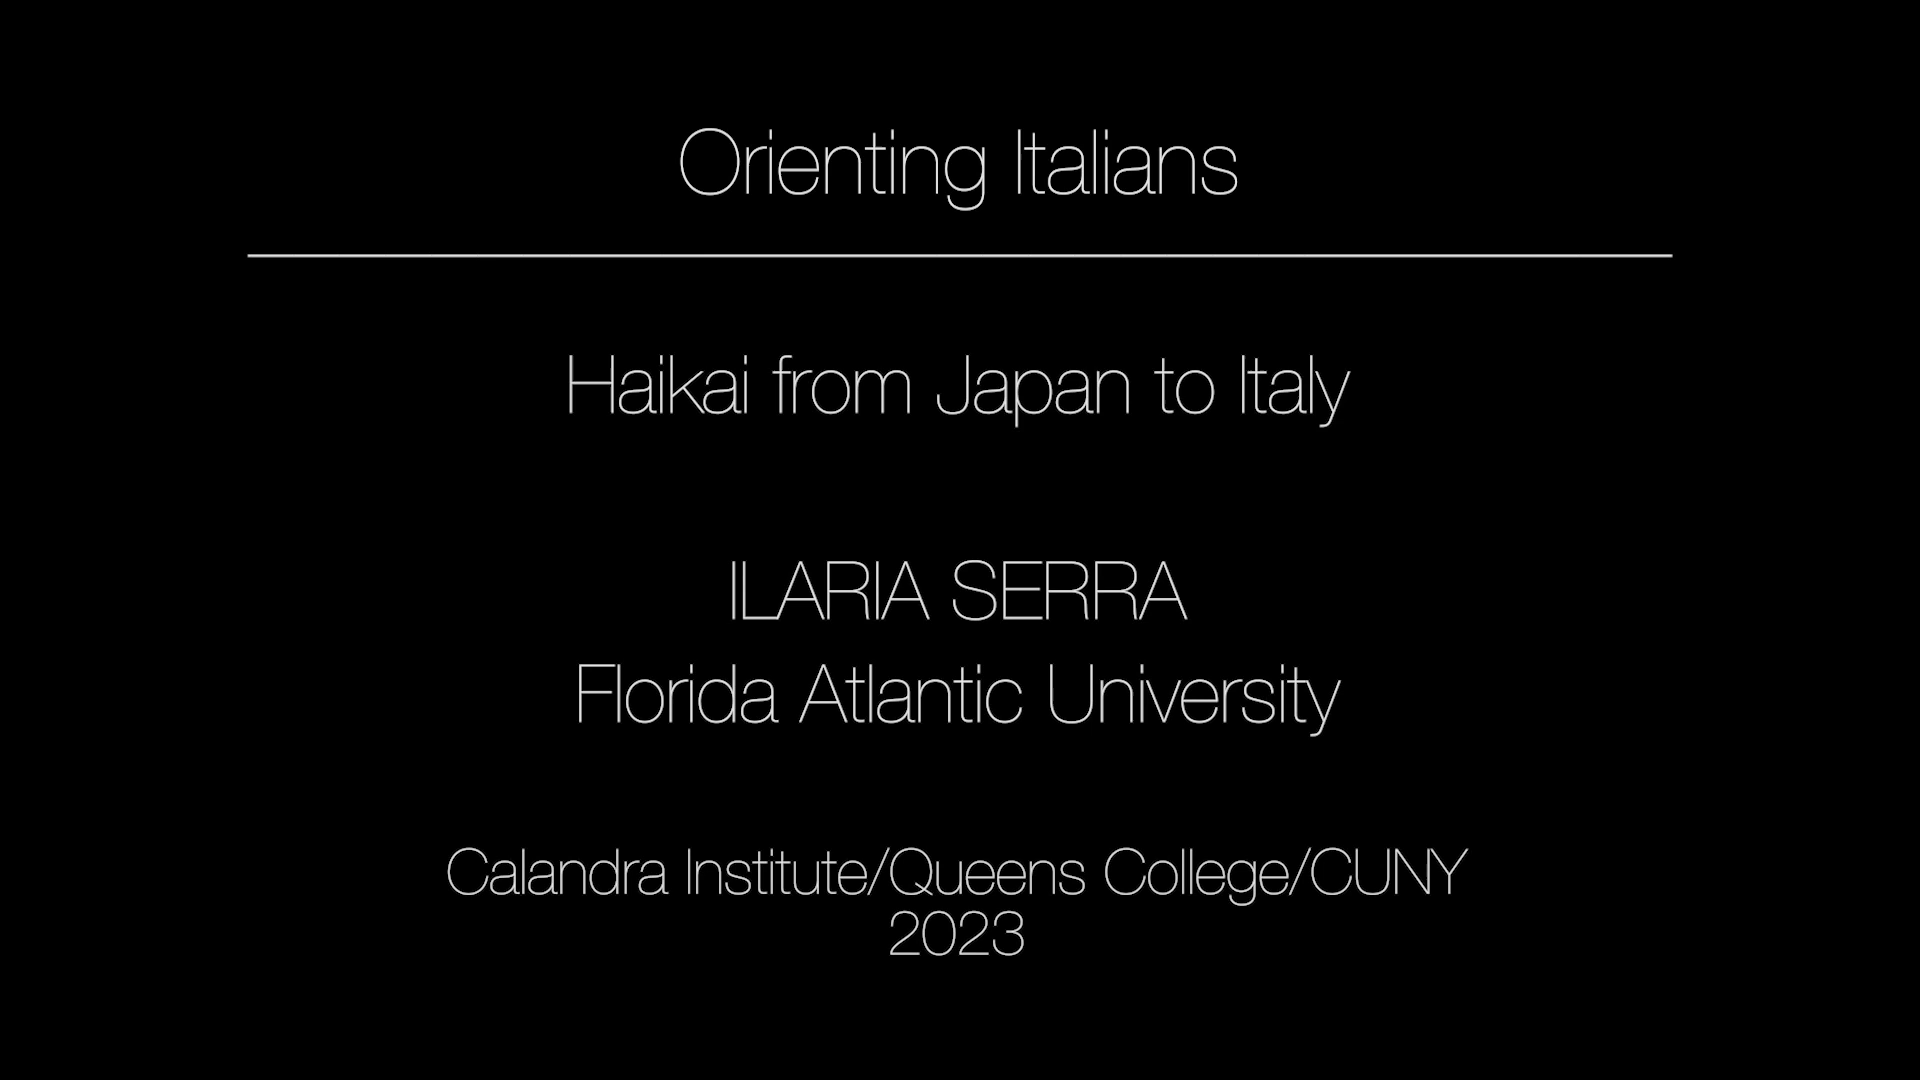 Orienting Italians
Haikai from Japan to Italy
ILARIA SERRA
Florida Atlantic University
Calandra Institute/Queens College/CUNY
2023